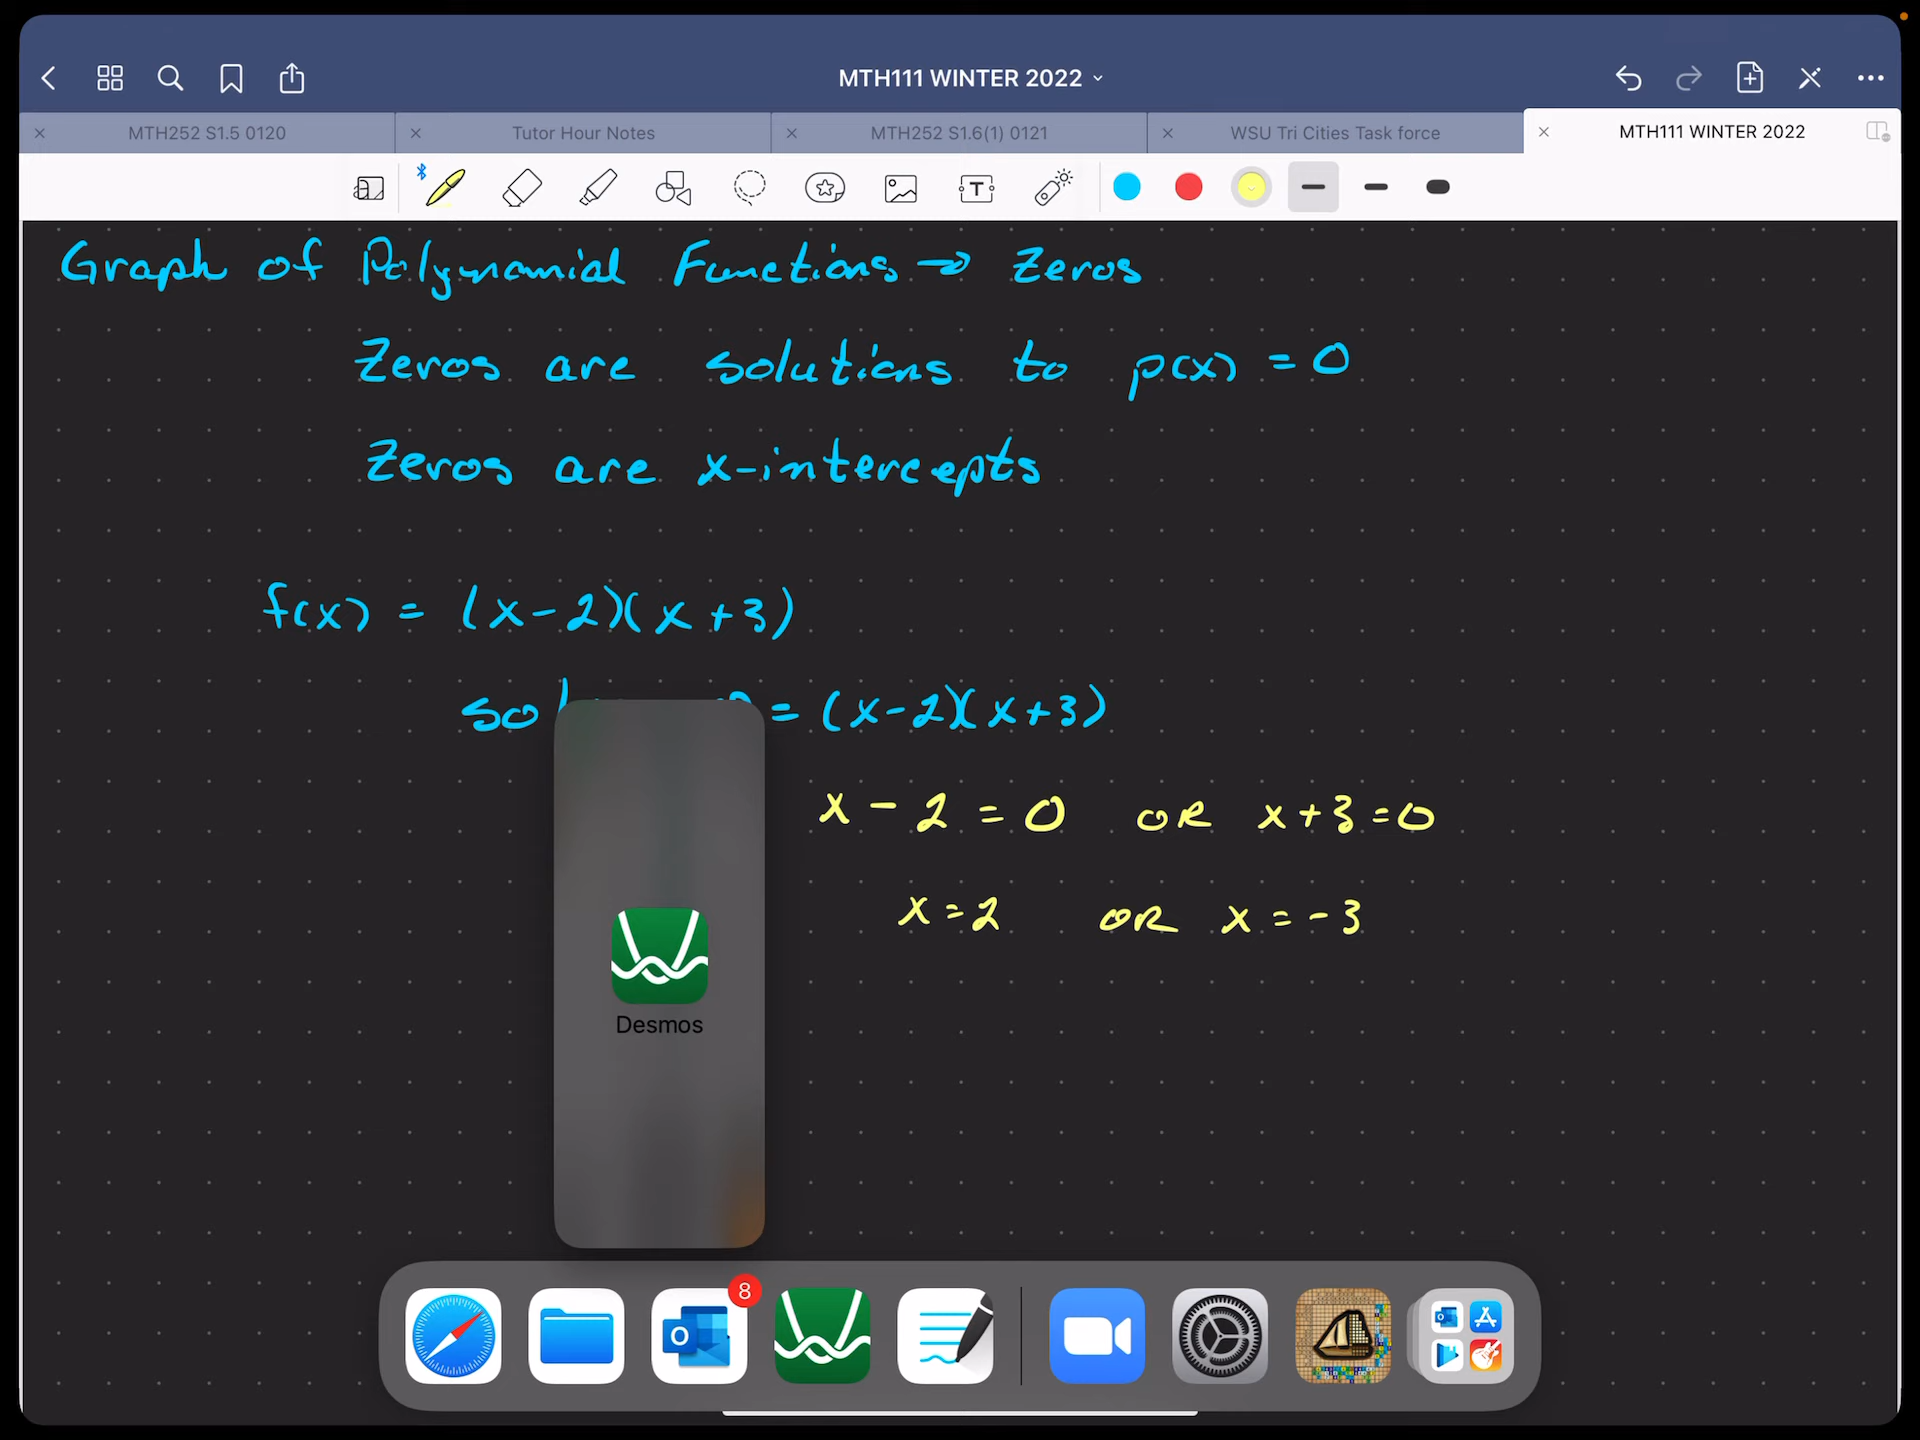 MTH111 WINTER 2022
MTH252 S1.5 0120
Tutor Hour Notes
MTH252 S1.6(1) 0121
WSU Tri Cities Task force
MTH111 WINTER 2022
T
Graph of Polynomial Functions → Zeros
Zeros are solutions to p(x) = 0
Zeros are x-intercepts
f(x) = (x-2)(x+3)
= (x-2)(x+3)
x - 2 = 0 OR x+3=0
x=2 OR x = -3
Desmos
8